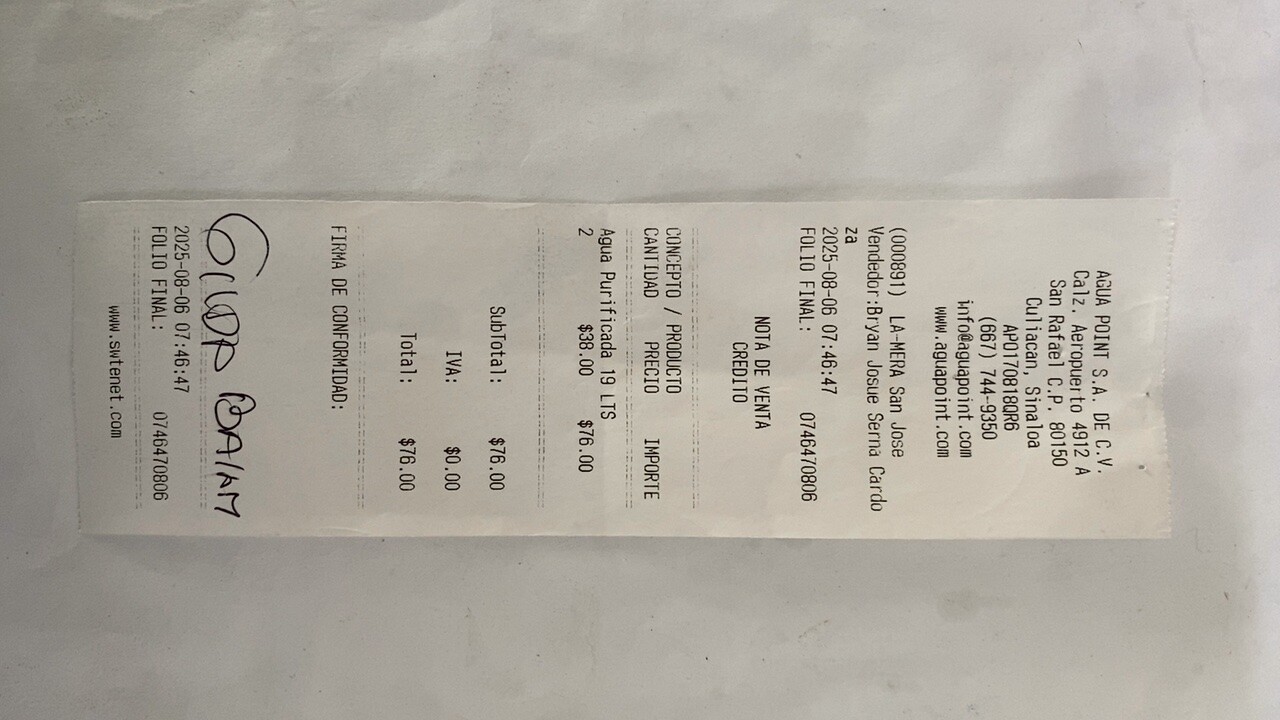 AGUA POINT S.A. DE C.V.
Calz. Aeropuerto 4912 A
San Rafael C.P. 80150
Culiacan, Sinaloa
APO170818QR6
(667) 744-9350
info@aguapoint.com
www.aguapoint.com
(000891) LA-MERA San Jose
Vendedor:Bryan Josue Serna Cardo
za
2025-08-06 07:46:47
FOLIO FINAL: 0746470806
NOTA DE VENTA
CREDITO
CONCEPTO / PRODUCTO
CANTIDAD PRECIO IMPORTE
Agua Purificada 19 LTS
2 $38.00 $76.00
SubTotal: $76.00
IVA: $0.00
Total: $76.00
FIRMA DE CONFORMIDAD:
2025-08-06 07:46:47
FOLIO FINAL: 0746470806
www.swtenet.com